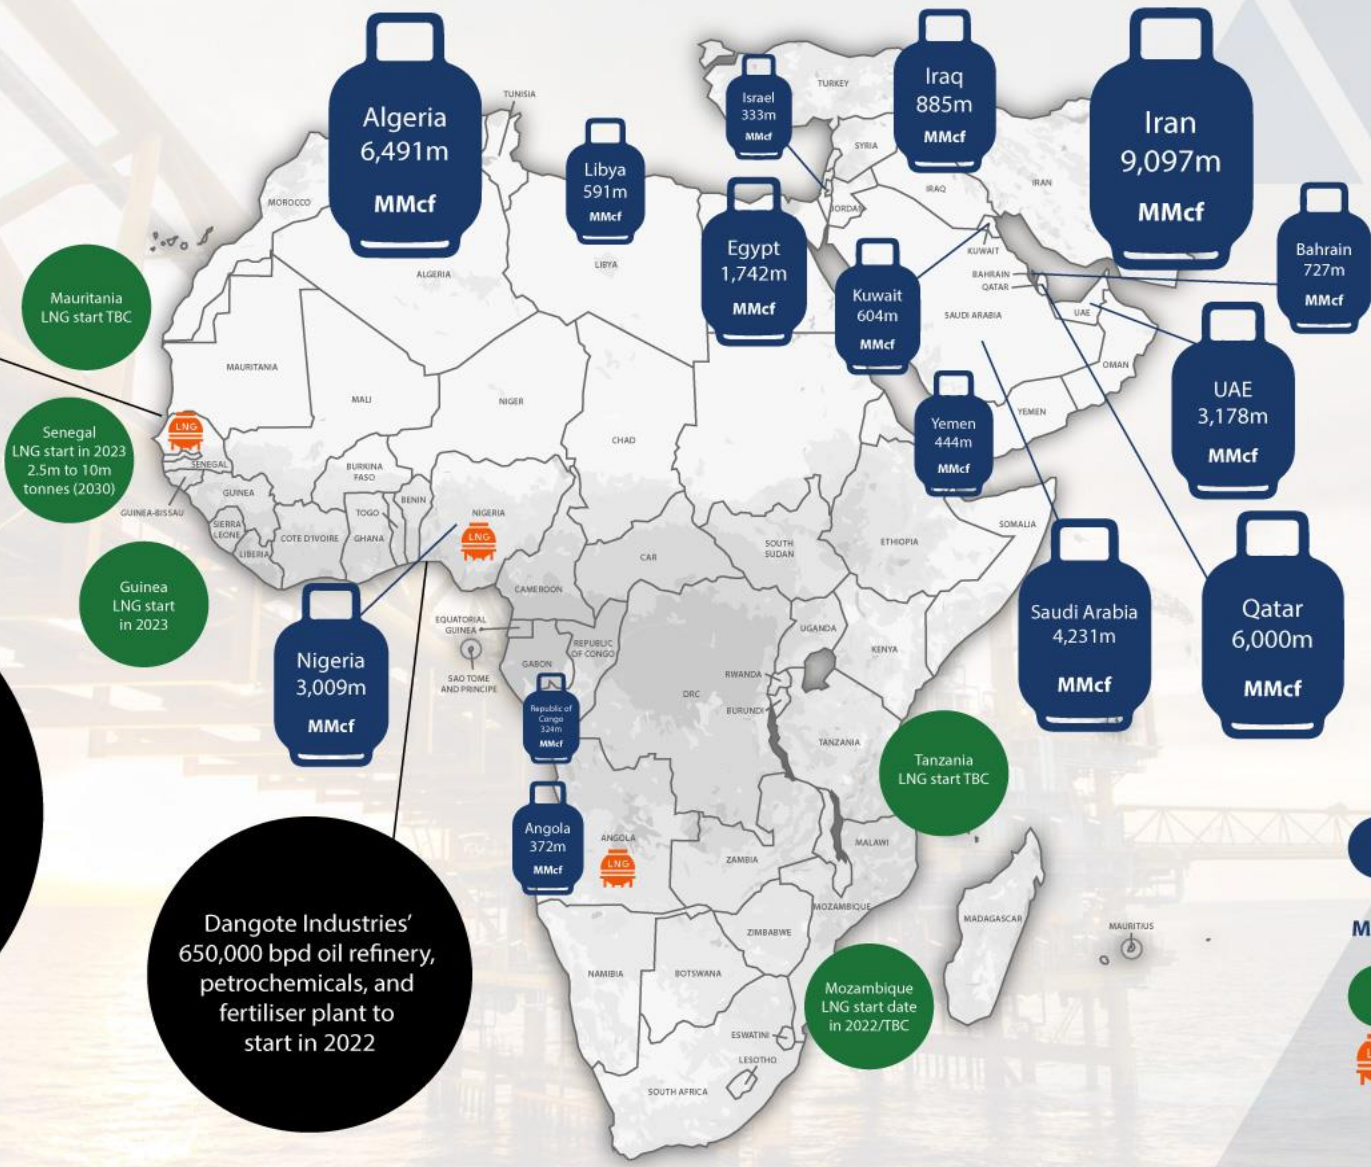 Algeria
6,491m
MMcf
TUNISIA
Libya
591m
MMcf
Israel
333m
MMcf
TURKEY
Iraq
885m
MMcf
Iran
9,097m
MMcf
SYRIA
JORDAN
IRAQ
IRAN
MOROCCO
ALGERIA
LIBYA
Egypt
1,742m
MMcf
Kuwait
604m
MMcf
KUWAIT
BAHRAIN
QATAR
SAUDI ARABIA
UAE
OMAN
YEMEN
Bahrain
727m
MMcf
UAE
3,178m
MMcf
Mauritania
LNG start TBC
Senegal
LNG start in 2023
2.5m to 10m
tonnes (2030)
Guinea
LNG start
in 2023
MAURITANIA
MALI
NIGER
CHAD
Yemen
444m
MMcf
LNG
SENEGAL
GUINEA-BISSAU
GUINEA
SIERRA
LEONE
LIBERIA
COTE D'IVOIRE
BURKINA
FASO
GHANA
TOGO
BENIN
NIGERIA
LNG
CAMEROON
CAR
SOUTH
SUDAN
ETHIOPIA
SOMALIA
Nigeria
3,009m
MMcf
EQUATORIAL
GUINEA
SAO TOME
AND PRINCIPE
GABON
REPUBLIC
OF CONGO
DRC
UGANDA
KENYA
RWANDA
BURUNDI
TANZANIA
Saudi Arabia
4,231m
MMcf
Qatar
6,000m
MMcf
Republic of
Congo
324m
MMcf
Tanzania
LNG start TBC
Angola
372m
MMcf
ANGOLA
LNG
ZAMBIA
MALAWI
MOZAMBIQUE
ZIMBABWE
MADAGASCAR
MAURITIUS
NAMIBIA
BOTSWANA
ESWATINI
LESOTHO
SOUTH AFRICA
Mozambique
LNG start date
in 2022/TBC
Dangote Industries'
650,000 bpd oil refinery,
petrochemicals, and
fertiliser plant to
start in 2022